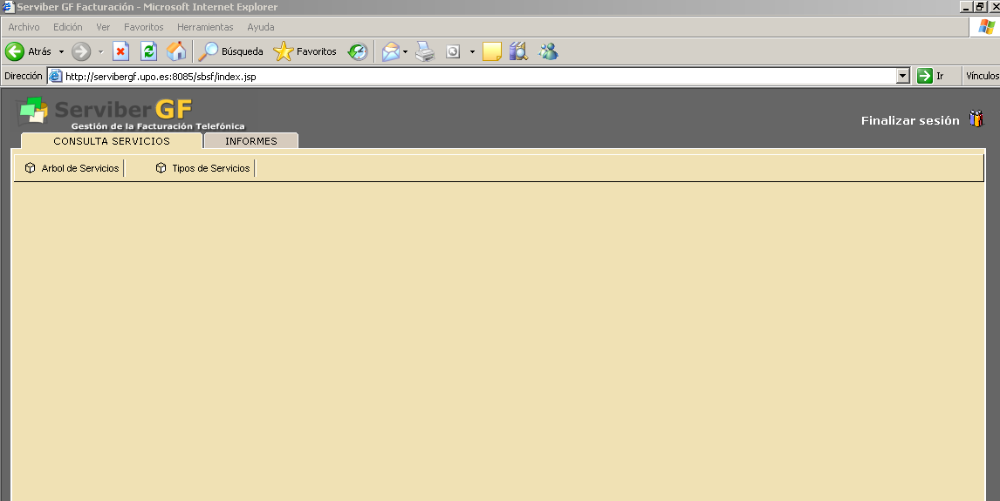 Serviber GF Facturación - Microsoft Internet Explorer
Archivo Edición Ver Favoritos Herramientas Ayuda
Atrás Búsqueda Favoritos
Dirección http://servibergf.upo.es:8085/sbsf/index.jsp Ir Vínculos
Serviber GF
Gestión de la Facturación Telefónica
Finalizar sesión
CONSULTA SERVICIOS INFORMES
Arbol de Servicios Tipos de Servicios